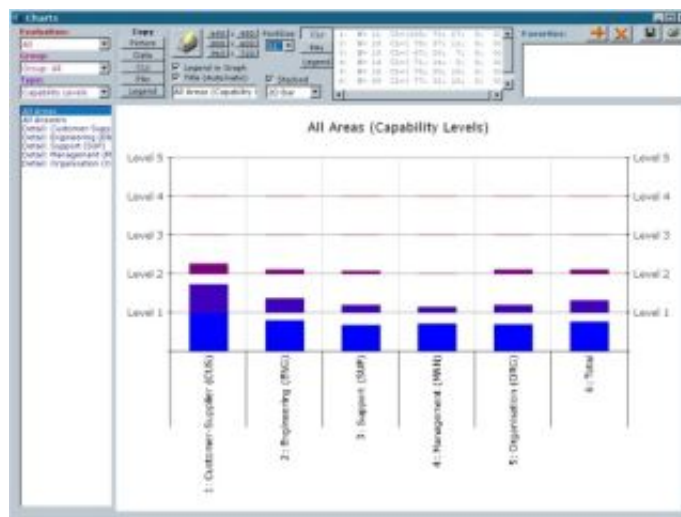 Charts
Evaluation:
All
Group:
Group: All
Type:
Capability Levels
Copy
Picture
Data
Legend
Legend in Graph
Title (Automatic)
All Areas (Capability
Stacked
2D Bar
Legend
Favorites:
All Areas
All Answers
Detail: Customer-Supp
Detail: Engineering (EN
Detail: Support (SUP)
Detail: Management (M
Detail: Organisation (O
All Areas (Capability Levels)
Level 5
Level 4
Level 3
Level 2
Level 1
Level 5
Level 4
Level 3
Level 2
Level 1
1: Customer-Supplier (CUS)
2: Engineering (ENG)
3: Support (SUP)
4: Management (MAN)
5: Organisation (ORG)
6: Total